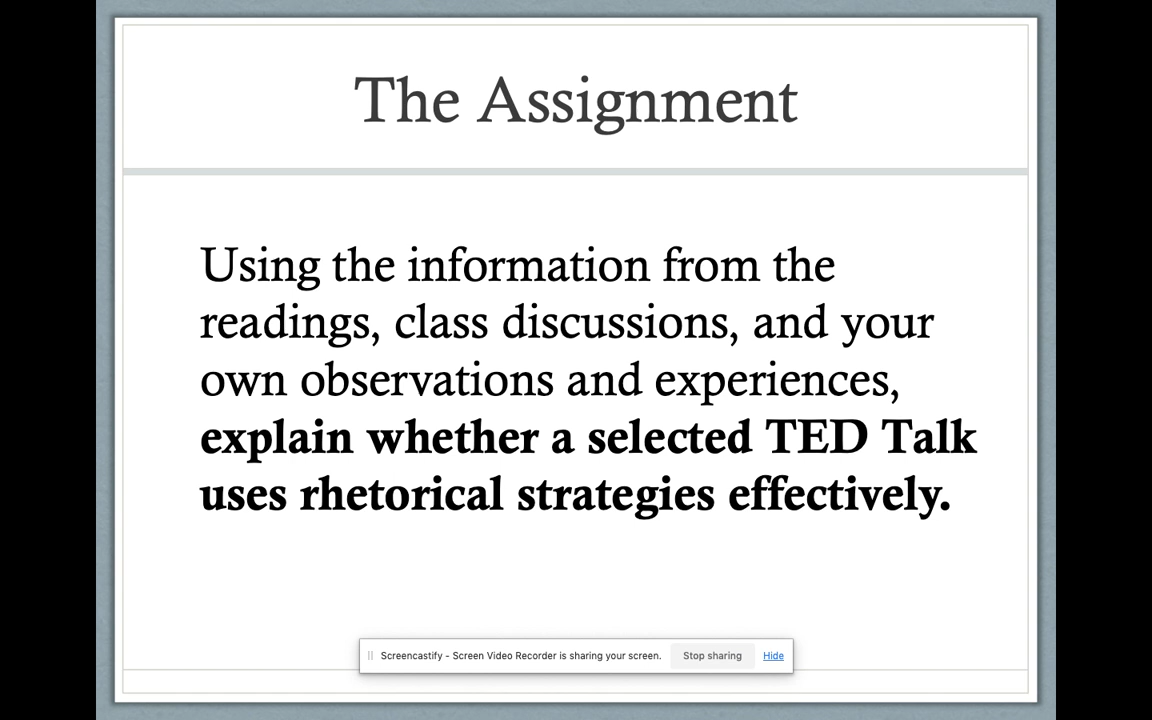 The Assignment
Using the information from the
readings, class discussions, and your
own observations and experiences,
explain whether a selected TED Talk
uses rhetorical strategies effectively.
Screencastify - Screen Video Recorder is sharing your screen. Stop sharing Hide